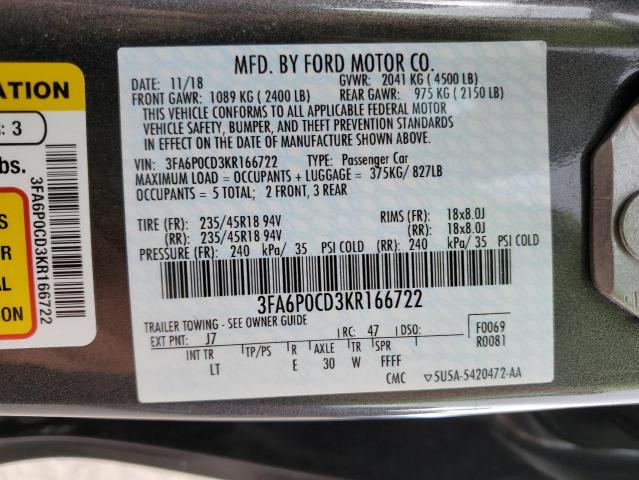 ATION
: 3
bs.
S
R
AL
ION
3FA6P0CD3KR166722
MFD. BY FORD MOTOR CO.
DATE: 11/18 GVWR: 2041 KG ( 4500 LB)
FRONT GAWR: 1089 KG ( 2400 LB) REAR GAWR: 975 KG ( 2150 LB)
THIS VEHICLE CONFORMS TO ALL APPLICABLE FEDERAL MOTOR
VEHICLE SAFETY, BUMPER, AND THEFT PREVENTION STANDARDS
IN EFFECT ON THE DATE OF MANUFACTURE SHOWN ABOVE.
VIN: 3FA6P0CD3KR166722 TYPE: Passenger Car
MAXIMUM LOAD = OCCUPANTS + LUGGAGE = 375KG/ 827LB
OCCUPANTS = 5 TOTAL; 2 FRONT, 3 REAR
TIRE (FR): 235/45R18 94V RIMS (FR): 18x8.0J
(RR): 235/45R18 94V (RR): 18x8.0J
PRESSURE (FR): 240 kPa/ 35 PSI COLD (RR): 240 kPa/ 35 PSI COLD
3FA6P0CD3KR166722
TRAILER TOWING - SEE OWNER GUIDE
EXT PNT: J7 RC: 47 DSO: F0069
INT TR TP/PS R AXLE TR SPR R0081
LT E 30 W FFFF
CMC ▽5U5A-5420472-AA